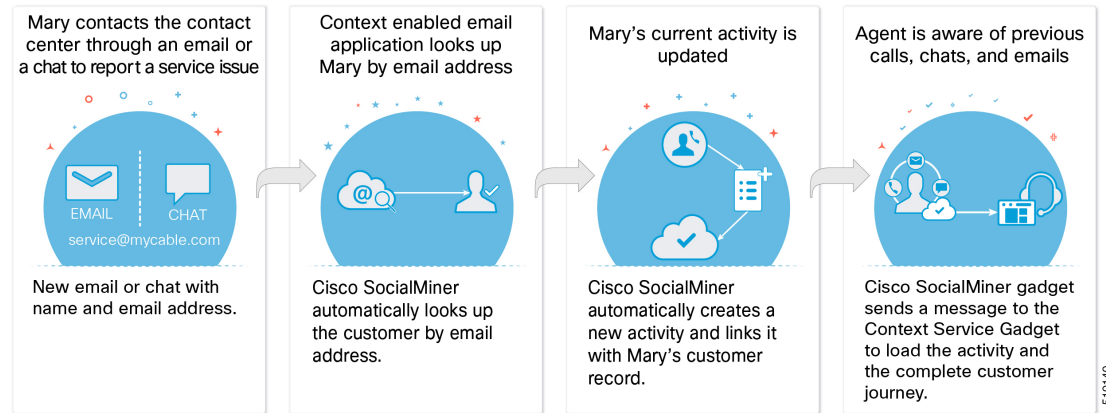 Mary contacts the contact
center through an email or
a chat to report a service issue
EMAIL
CHAT
service@mycable.com
New email or chat with
name and email address.
Context enabled email
application looks up
Mary by email address
@
Cisco SocialMiner
automatically looks up
the customer by email
address.
Mary's current activity is
updated
Cisco SocialMiner
automatically creates a
new activity and links it
with Mary's customer
record.
Agent is aware of previous
calls, chats, and emails
Cisco SocialMiner gadget
sends a message to the
Context Service Gadget
to load the activity and
the complete customer
journey.